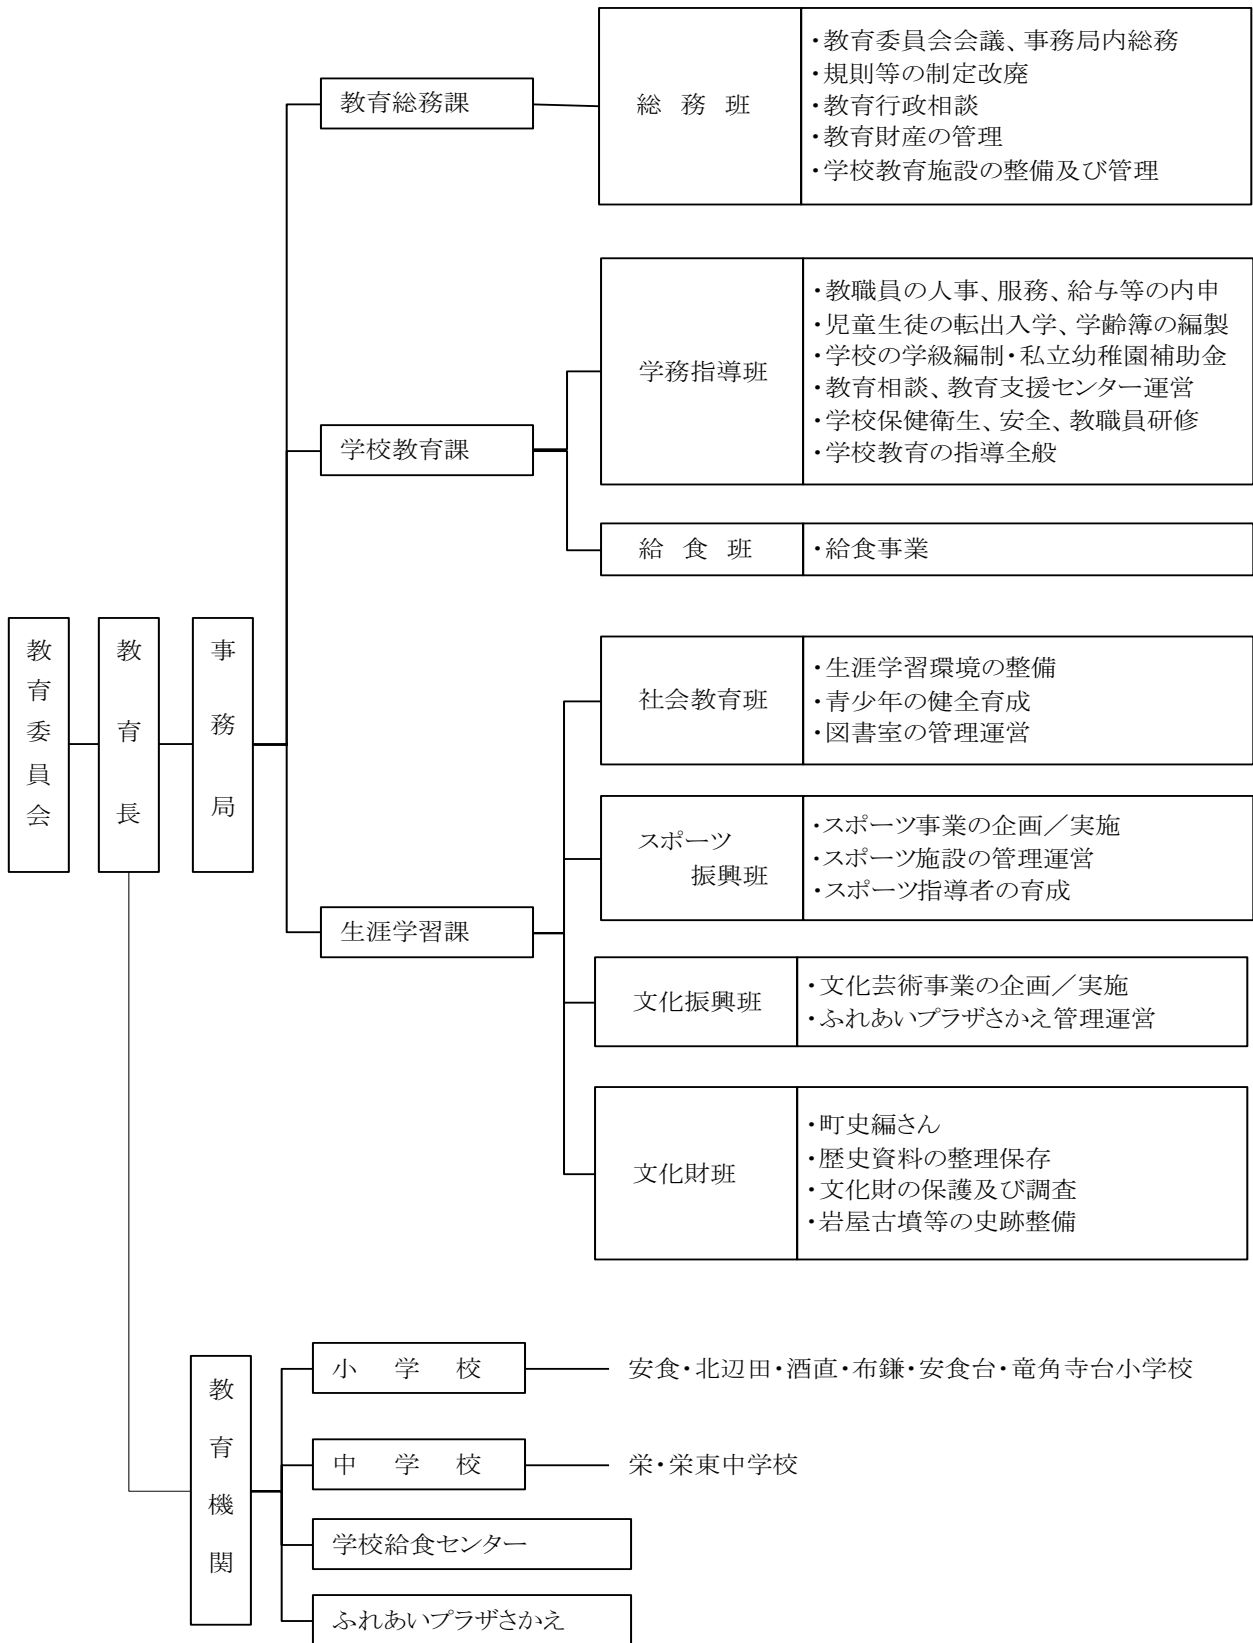 教育委員会
教育長
事務局
教育総務課
総務班
・教育委員会会議、事務局内総務
・規則等の制定改廃
・教育行政相談
・教育財産の管理
・学校教育施設の整備及び管理
学校教育課
学務指導班
・教職員の人事、服務、給与等の内申
・児童生徒の転出入学、学齢簿の編製
・学校の学級編制・私立幼稚園補助金
・教育相談、教育支援センター運営
・学校保健衛生、安全、教職員研修
・学校教育の指導全般
給食班
・給食事業
生涯学習課
社会教育班
・生涯学習環境の整備
・青少年の健全育成
・図書室の管理運営
スポーツ
振興班
・スポーツ事業の企画／実施
・スポーツ施設の管理運営
・スポーツ指導者の育成
文化振興班
・文化芸術事業の企画／実施
・ふれあいプラザさかえ管理運営
文化財班
・町史編さん
・歴史資料の整理保存
・文化財の保護及び調査
・岩屋古墳等の史跡整備
教育機関
小学校
安食・北辺田・酒直・布鎌・安食台・竜角寺台小学校
中学校
栄・栄東中学校
学校給食センター
ふれあいプラザさかえ